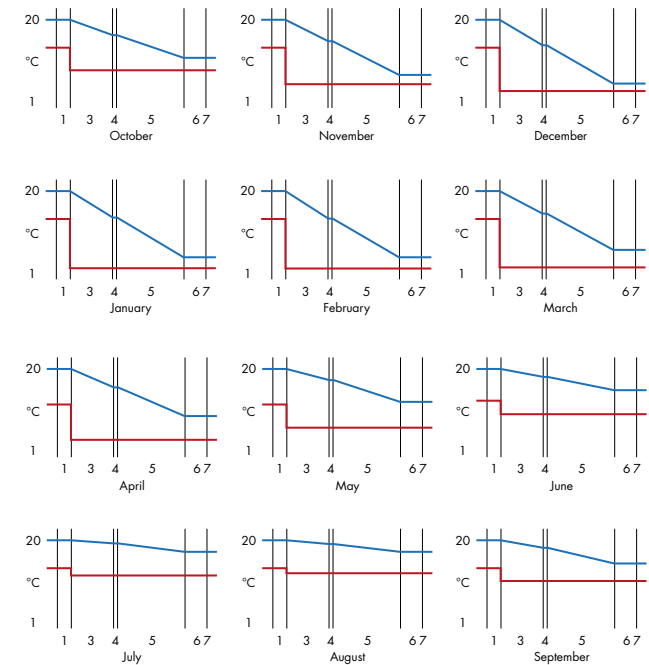 20 20 20
°C °C °C
1 1 1
1 3 4 5 6 7 1 3 4 5 6 7 1 3 4 5 6 7
October November December
20 20 20
°C °C °C
1 1 1
1 3 4 5 6 7 1 3 4 5 6 7 1 3 4 5 6 7
January February March
20 20 20
°C °C °C
1 1 1
1 3 4 5 6 7 1 3 4 5 6 7 1 3 4 5 6 7
April May June
20 20 20
°C °C °C
1 1 1
1 3 4 5 6 7 1 3 4 5 6 7 1 3 4 5 6 7
July August September